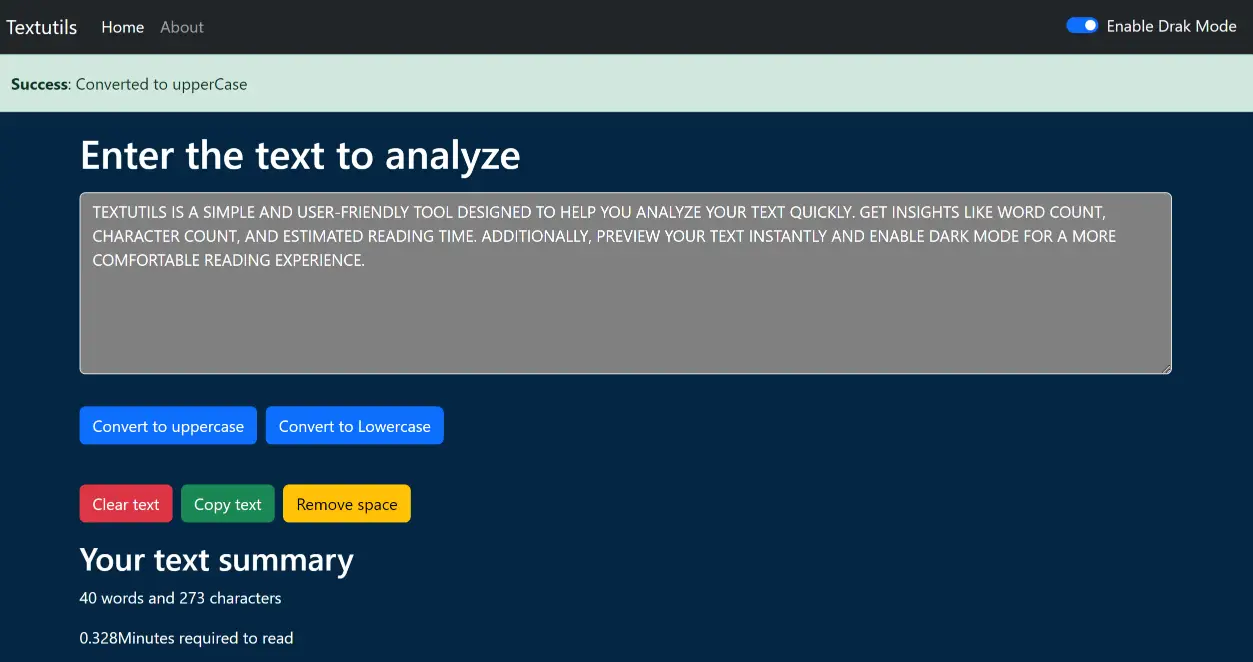 Textutils Home About Enable Drak Mode
Success: Converted to upperCase
Enter the text to analyze
TEXTUTILS IS A SIMPLE AND USER-FRIENDLY TOOL DESIGNED TO HELP YOU ANALYZE YOUR TEXT QUICKLY. GET INSIGHTS LIKE WORD COUNT,
CHARACTER COUNT, AND ESTIMATED READING TIME. ADDITIONALLY, PREVIEW YOUR TEXT INSTANTLY AND ENABLE DARK MODE FOR A MORE
COMFORTABLE READING EXPERIENCE.
Convert to uppercase Convert to Lowercase
Clear text Copy text Remove space
Your text summary
40 words and 273 characters
0.328Minutes required to read